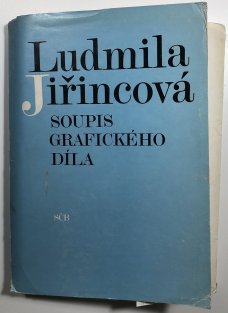 Ludmila
Jiřincová
SOUPIS
GRAFICKÉHO
DÍLA
SČB